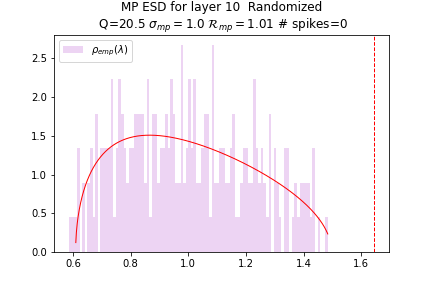 MP ESD for layer 10 Randomized
Q=20.5 σmp = 1.0 ℛmp = 1.01 # spikes=0
ρemp(λ)
2.5
2.0
1.5
1.0
0.5
0.0
0.6 0.8 1.0 1.2 1.4 1.6